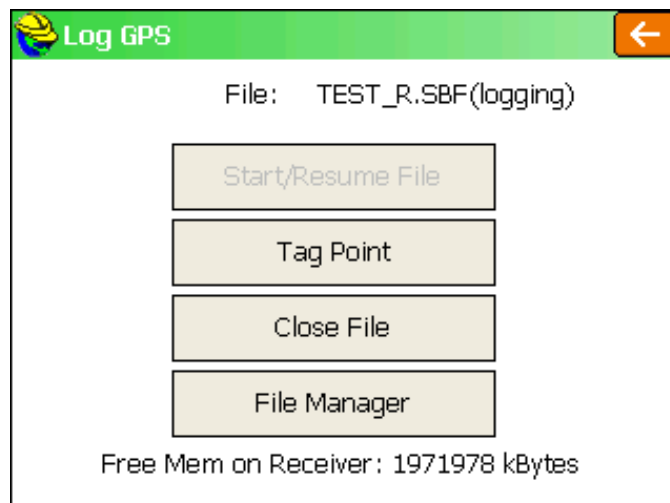 Log GPS
File: TEST_R.SBF(logging)
Start/Resume File
Tag Point
Close File
File Manager
Free Mem on Receiver: 1971978 kBytes